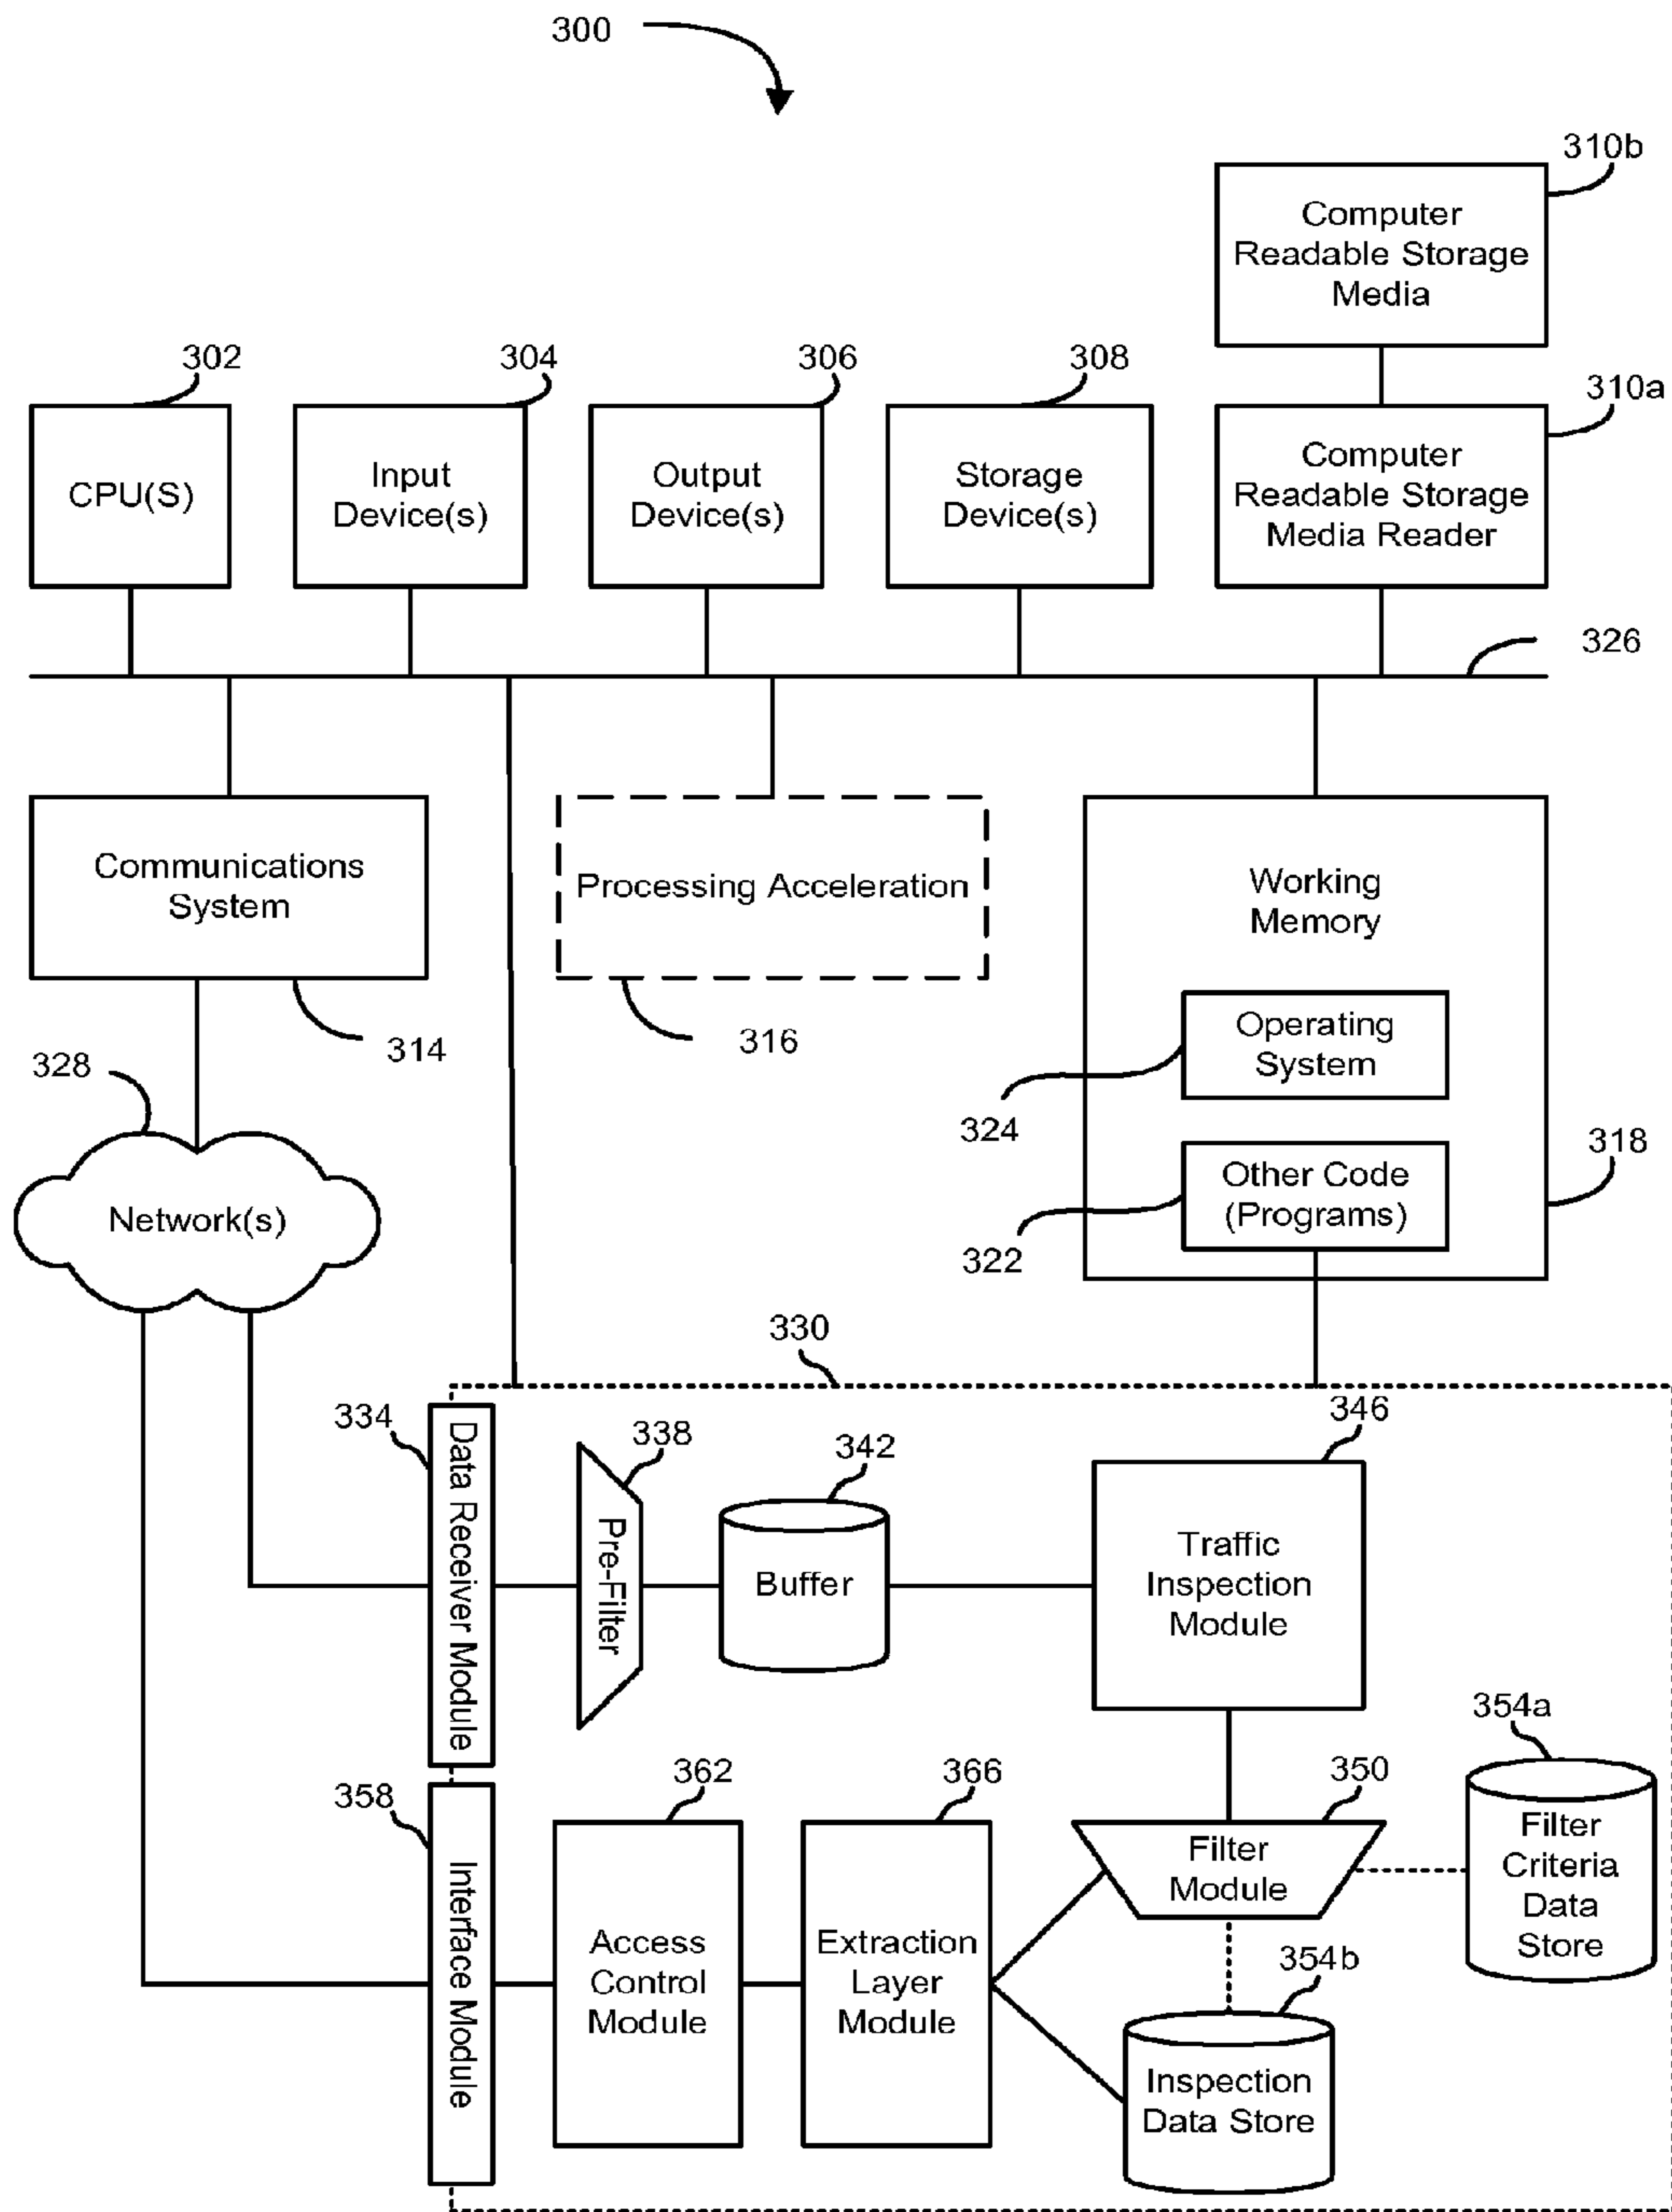 300
310b
Computer
Readable Storage
Media
302
304
306
308
310a
CPU(S)
Input
Device(s)
Output
Device(s)
Storage
Device(s)
Computer
Readable Storage
Media Reader
326
Communications
System
Processing Acceleration
Working
Memory
314
316
Operating
System
324
328
Network(s)
Other Code
(Programs)
322
318
330
334
Data Receiver Module
338
Pre-Filter
342
Buffer
346
Traffic
Inspection
Module
354a
Filter
Criteria
Data
Store
358
Interface Module
362
Access
Control
Module
366
Extraction
Layer
Module
350
Filter
Module
354b
Inspection
Data Store